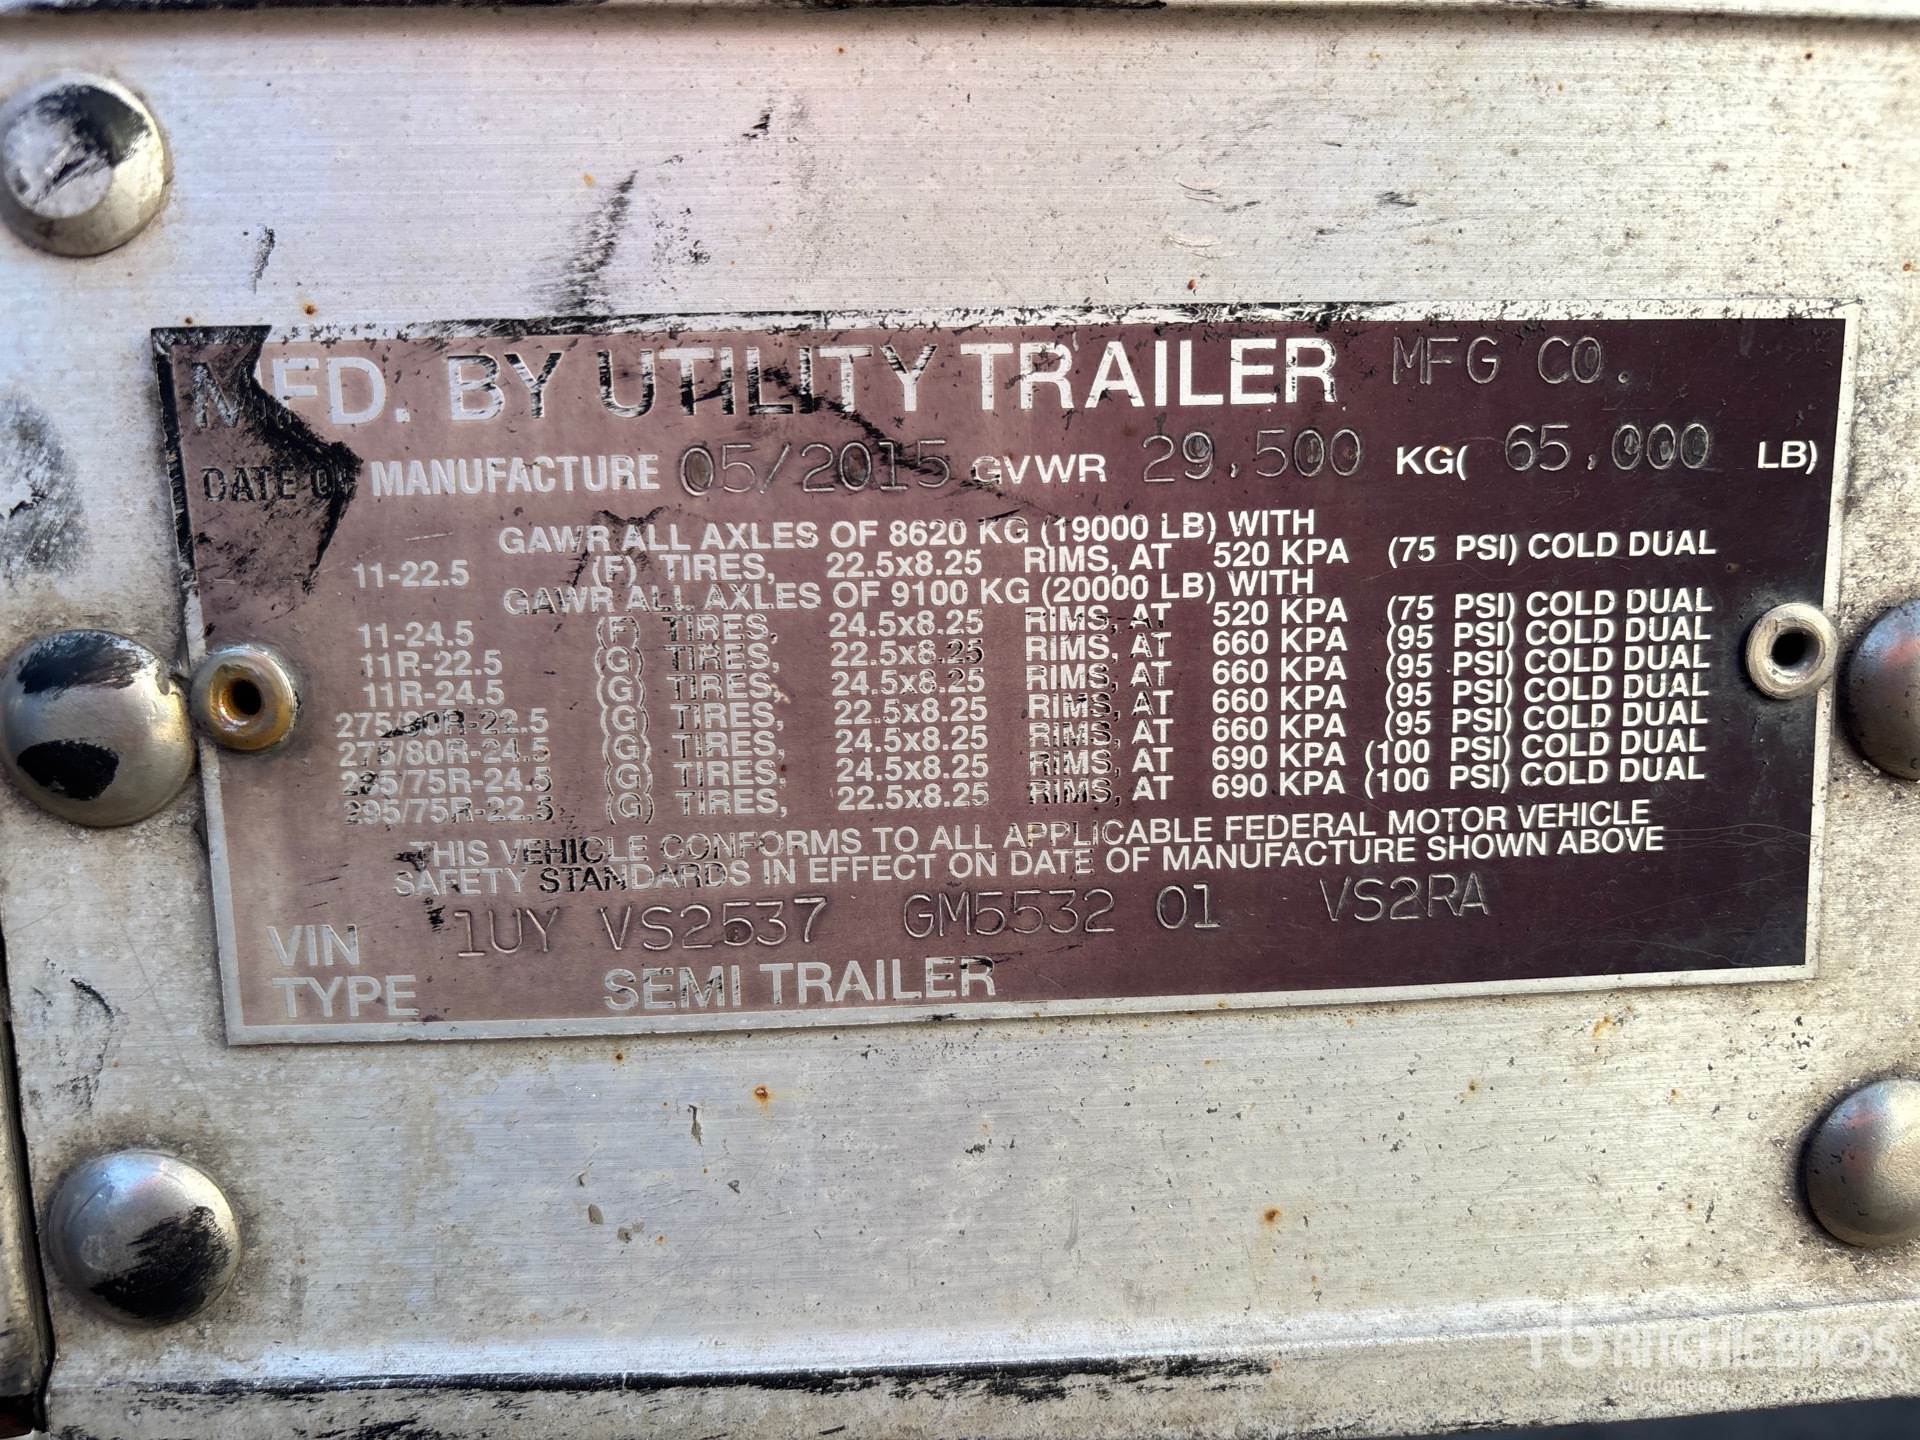 MFD. BY UTILITY TRAILER MFG CO.
DATE OF MANUFACTURE 05/2015 GVWR 29,500 KG( 65,000 LB)
GAWR ALL AXLES OF 8620 KG (19000 LB) WITH
11-22.5 (F) TIRES, 22.5x8.25 RIMS, AT 520 KPA (75 PSI) COLD DUAL
GAWR ALL AXLES OF 9100 KG (20000 LB) WITH
11-24.5 (F) TIRES, 24.5x8.25 RIMS, AT 520 KPA (75 PSI) COLD DUAL
11R-22.5 (G) TIRES, 22.5x8.25 RIMS, AT 660 KPA (95 PSI) COLD DUAL
11R-24.5 (G) TIRES, 24.5x8.25 RIMS, AT 660 KPA (95 PSI) COLD DUAL
275/80R-22.5 (G) TIRES, 22.5x8.25 RIMS, AT 660 KPA (95 PSI) COLD DUAL
275/80R-24.5 (G) TIRES, 24.5x8.25 RIMS, AT 660 KPA (95 PSI) COLD DUAL
285/75R-24.5 (G) TIRES, 24.5x8.25 RIMS, AT 690 KPA (100 PSI) COLD DUAL
295/75R-22.5 (G) TIRES, 22.5x8.25 RIMS, AT 690 KPA (100 PSI) COLD DUAL
THIS VEHICLE CONFORMS TO ALL APPLICABLE FEDERAL MOTOR VEHICLE
SAFETY STANDARDS IN EFFECT ON DATE OF MANUFACTURE SHOWN ABOVE
VIN 1UY VS2537 GM5532 01 VS2RA
TYPE SEMI TRAILER
rb RITCHIE BROS.
Auctioneers